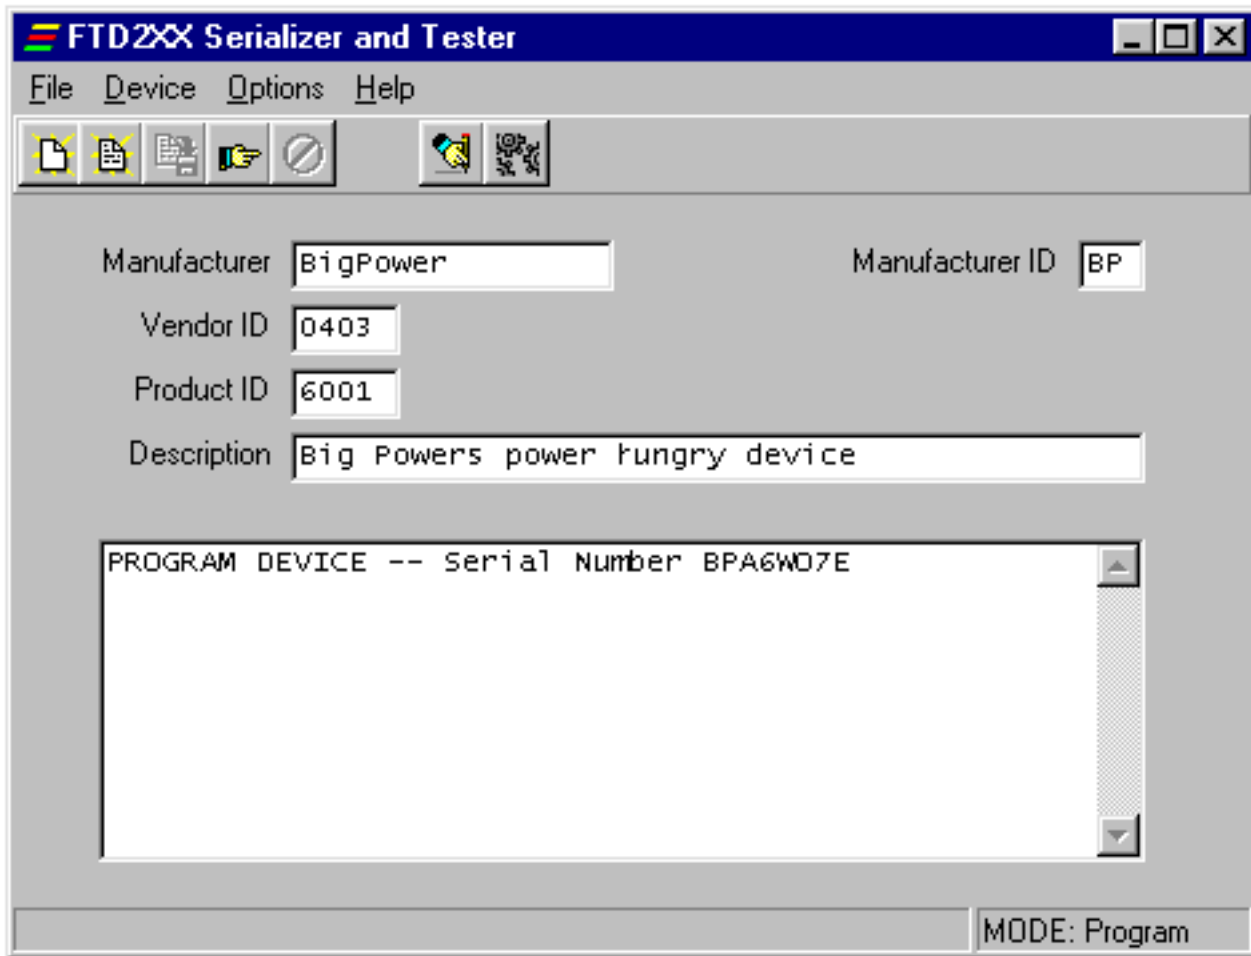 FTD2XX Serializer and Tester
File Device Options Help
Manufacturer BigPower Manufacturer ID BP
Vendor ID 0403
Product ID 6001
Description Big Powers power hungry device
PROGRAM DEVICE -- Serial Number BPA6WO7E
MODE: Program